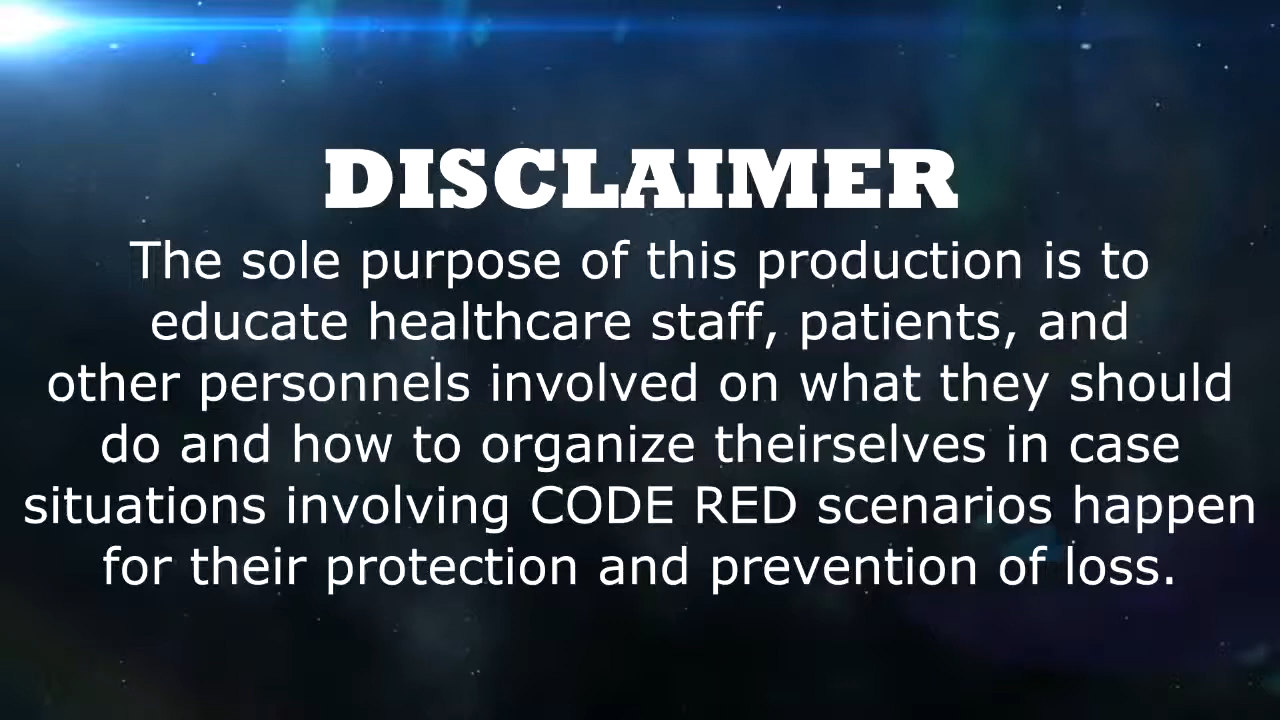 DISCLAIMER
The sole purpose of this production is to
educate healthcare staff, patients, and
other personnels involved on what they should
do and how to organize theirselves in case
situations involving CODE RED scenarios happen
for their protection and prevention of loss.